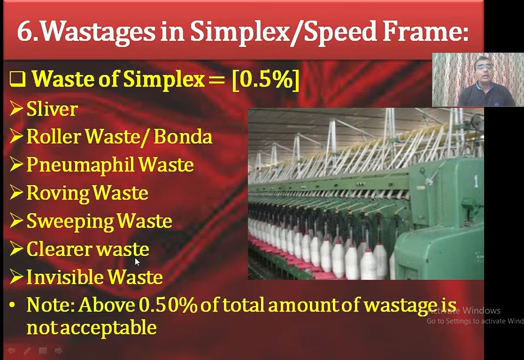 6.Wastages in Simplex/Speed Frame:
Waste of Simplex = [0.5%]
Sliver
Roller Waste/ Bonda
Pneumaphil Waste
Roving Waste
Sweeping Waste
Clearer waste
Invisible Waste
Note: Above 0.50% of total amount of wastage is
not acceptable
Activate Windows
Go to Settings to activate Wind
1